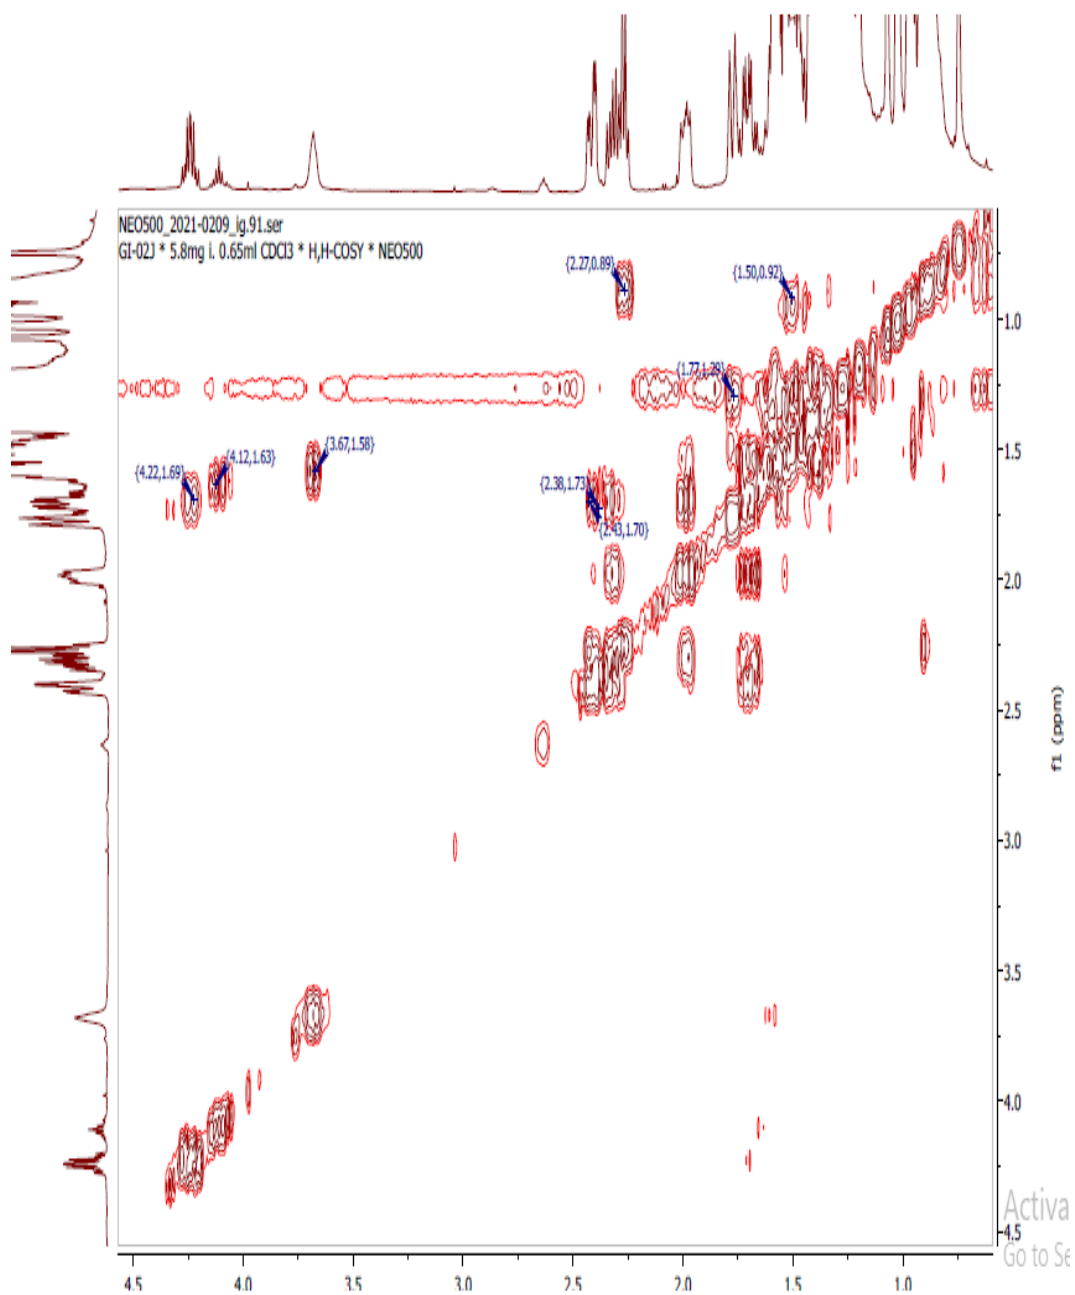 NEO500_2021-0209_ig.91.ser
GI-02J * 5.8mg i. 0.65ml CDCl3 * H,H-COSY * NEO500
{2.27,0.89}
{1.50,0.92}
{1.77,1.29}
{4.22,1.69}
{4.12,1.63}
{3.67,1.58}
{2.38,1.73}
{2.43,1.70}
1.0
1.5
2.0
2.5
3.0
3.5
4.0
4.5
f1 (ppm)
Activa
Go to Se
4.5 4.0 3.5 3.0 2.5 2.0 1.5 1.0